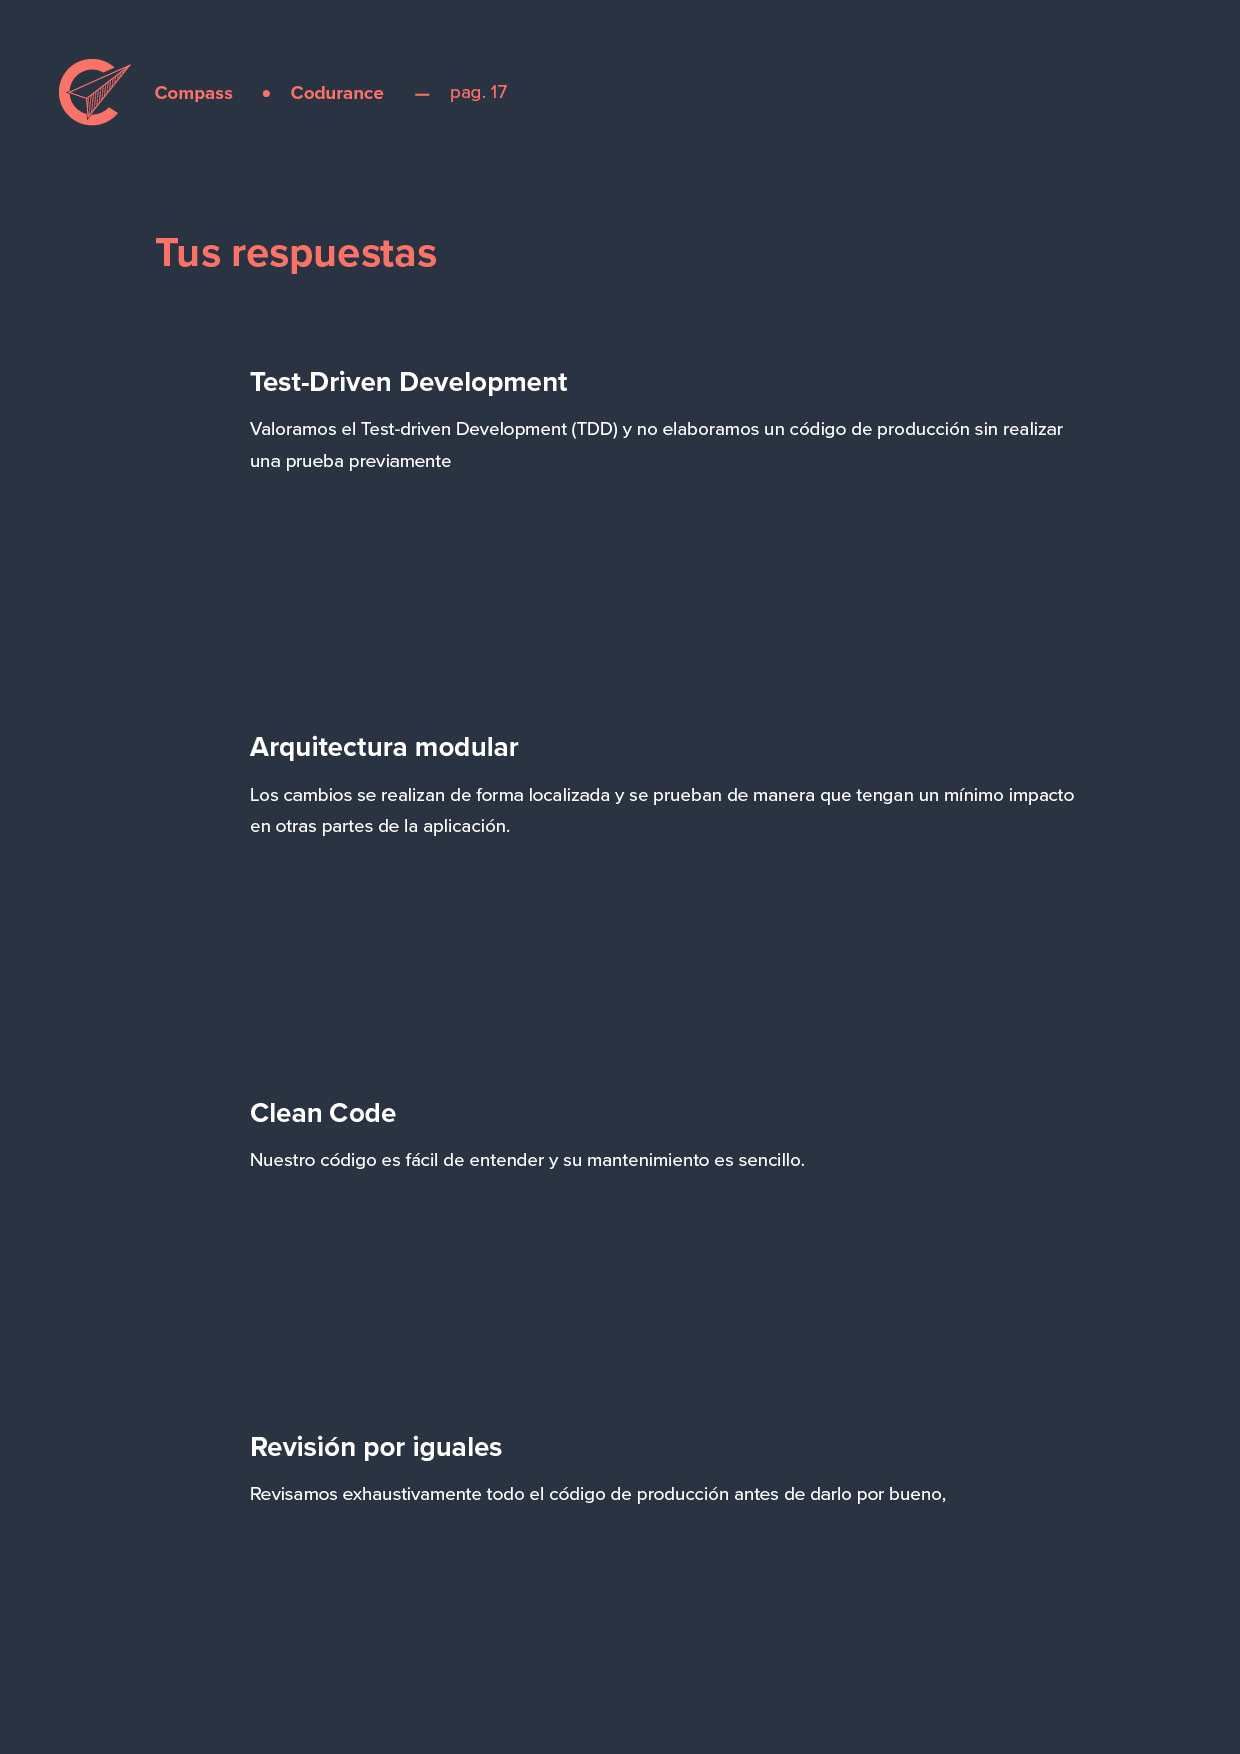 Compass • Codurance — pag. 17
Tus respuestas
Test-Driven Development
Valoramos el Test-driven Development (TDD) y no elaboramos un código de producción sin realizar
una prueba previamente
Arquitectura modular
Los cambios se realizan de forma localizada y se prueban de manera que tengan un mínimo impacto
en otras partes de la aplicación.
Clean Code
Nuestro código es fácil de entender y su mantenimiento es sencillo.
Revisión por iguales
Revisamos exhaustivamente todo el código de producción antes de darlo por bueno,